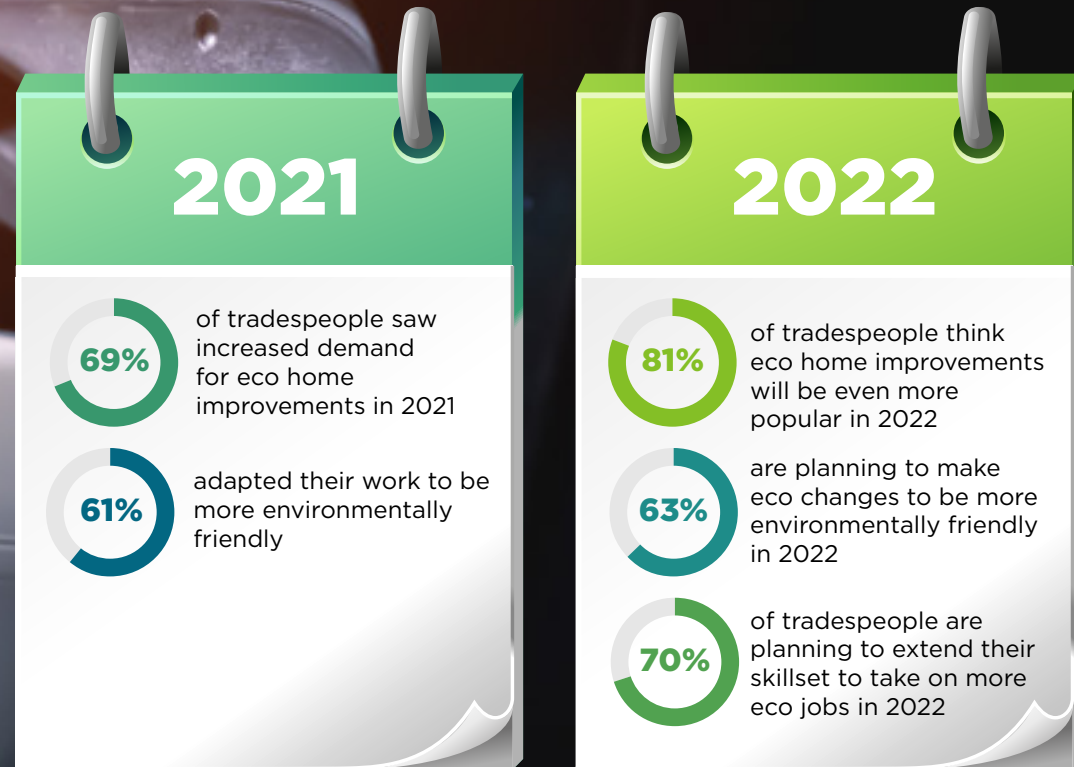 2021
69%
of tradespeople saw
increased demand
for eco home
improvements in 2021
61%
adapted their work to be
more environmentally
friendly
2022
81%
of tradespeople think
eco home improvements
will be even more
popular in 2022
63%
are planning to make
eco changes to be more
environmentally friendly
in 2022
70%
of tradespeople are
planning to extend their
skillset to take on more
eco jobs in 2022